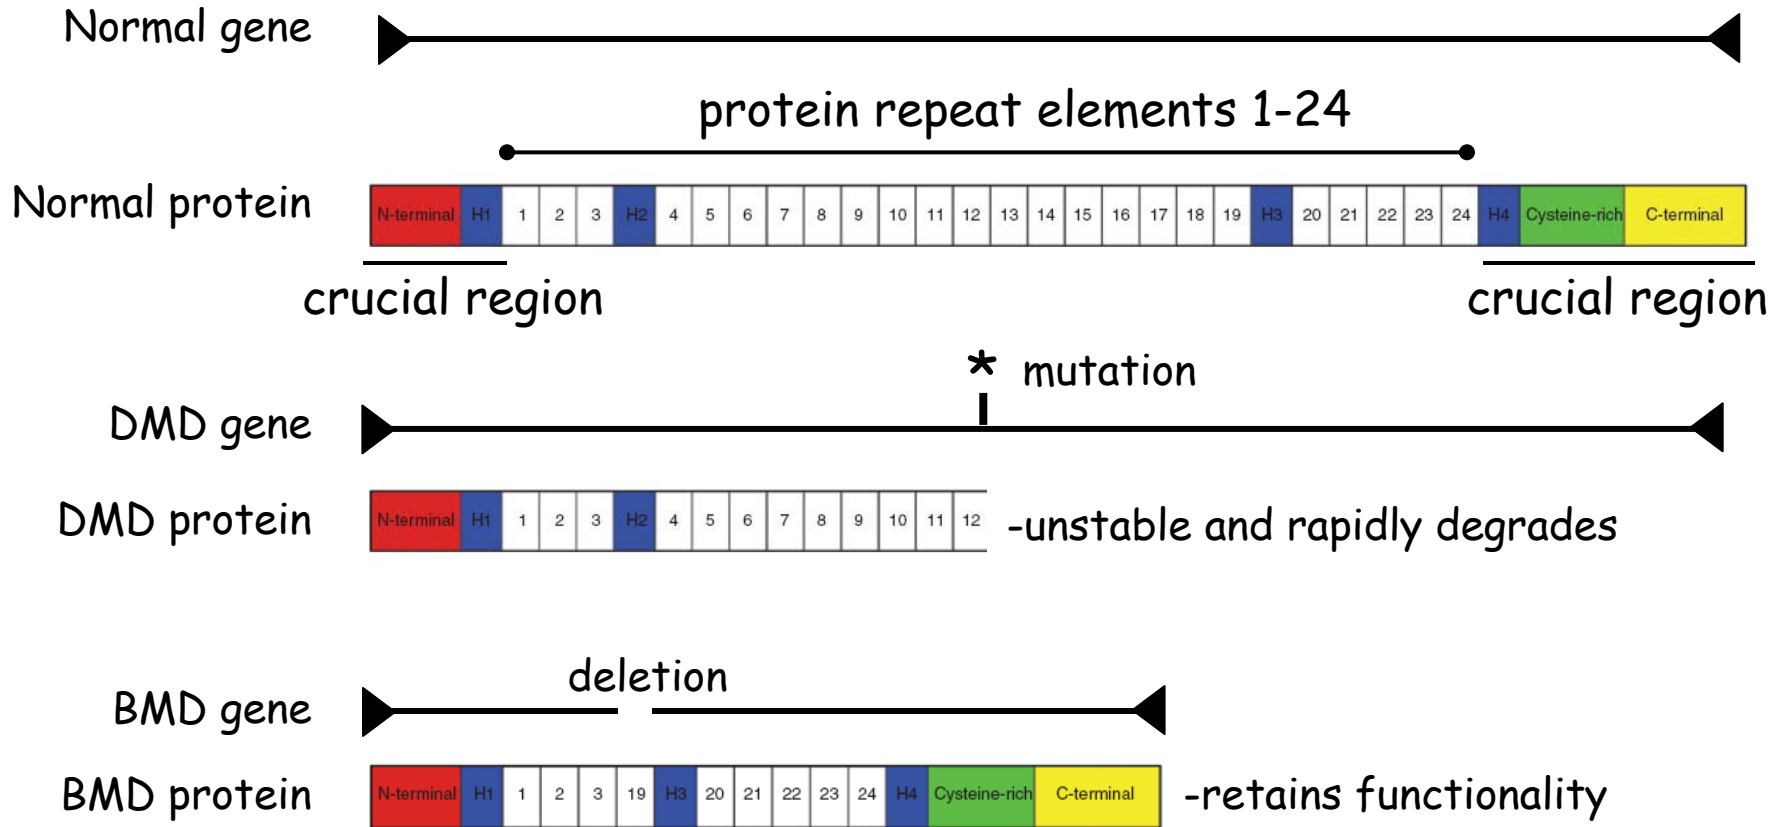 Normal gene
protein repeat elements 1-24
Normal protein
N-terminal H1 1 2 3 H2 4 5 6 7 8 9 10 11 12 13 14 15 16 17 18 19 H3 20 21 22 23 24 H4 Cysteine-rich C-terminal
crucial region crucial region
* mutation
DMD gene
DMD protein
N-terminal H1 1 2 3 H2 4 5 6 7 8 9 10 11 12 -unstable and rapidly degrades
deletion
BMD gene
BMD protein
N-terminal H1 1 2 3 19 H3 20 21 22 23 24 H4 Cysteine-rich C-terminal -retains functionality